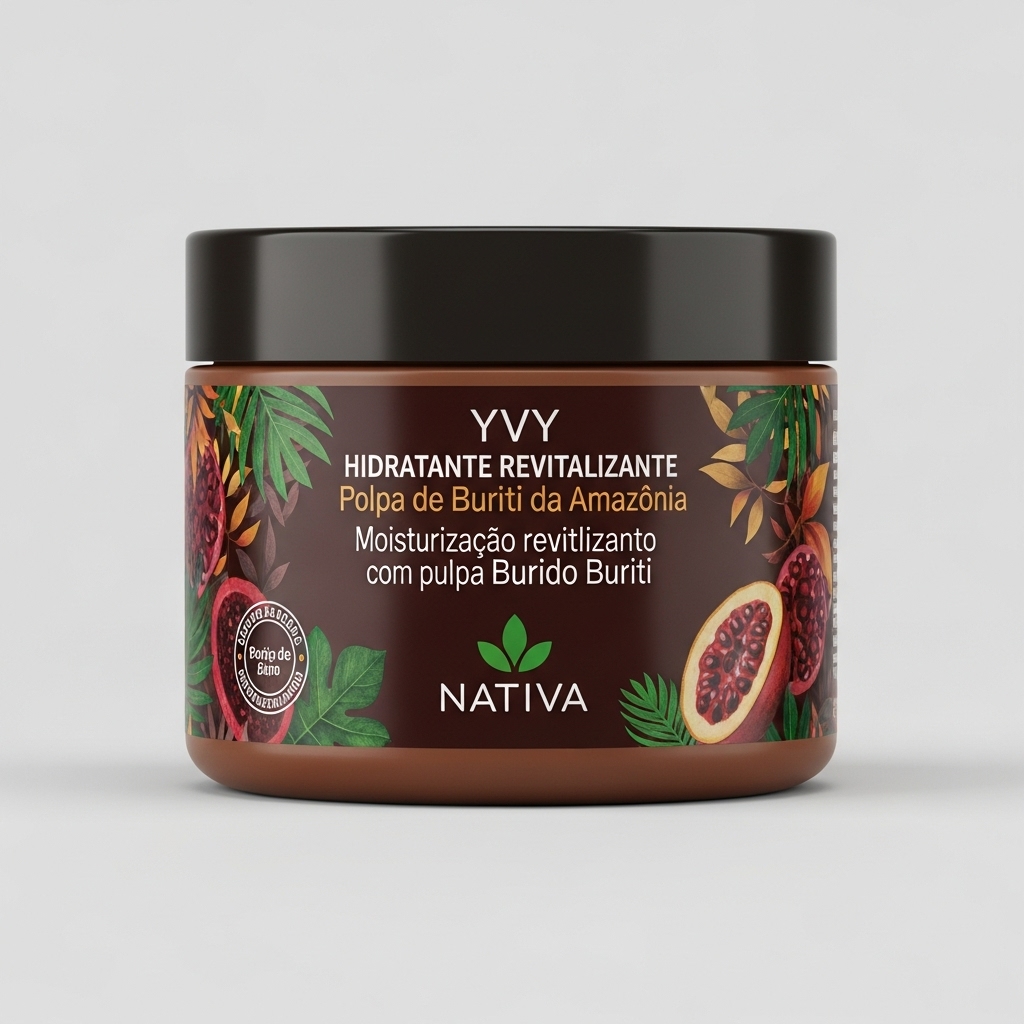 YVY
HIDRATANTE REVITALIZANTE
Polpa de Buriti da Amazônia
Moisturização revitlizanto
com pulpa Burido Buriti
NATIVA